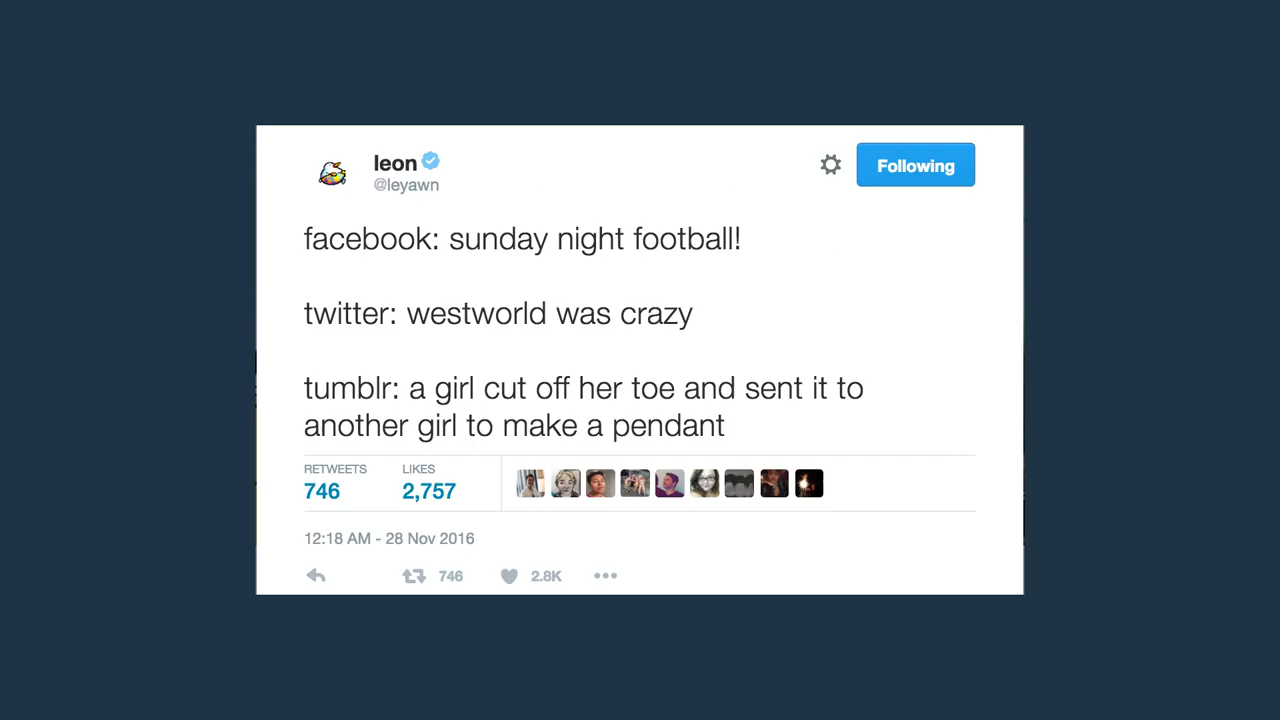 leon
@leyawn
Following
facebook: sunday night football!
twitter: westworld was crazy
tumblr: a girl cut off her toe and sent it to
another girl to make a pendant
RETWEETS LIKES
746 2,757
12:18 AM - 28 Nov 2016
746 2.8K